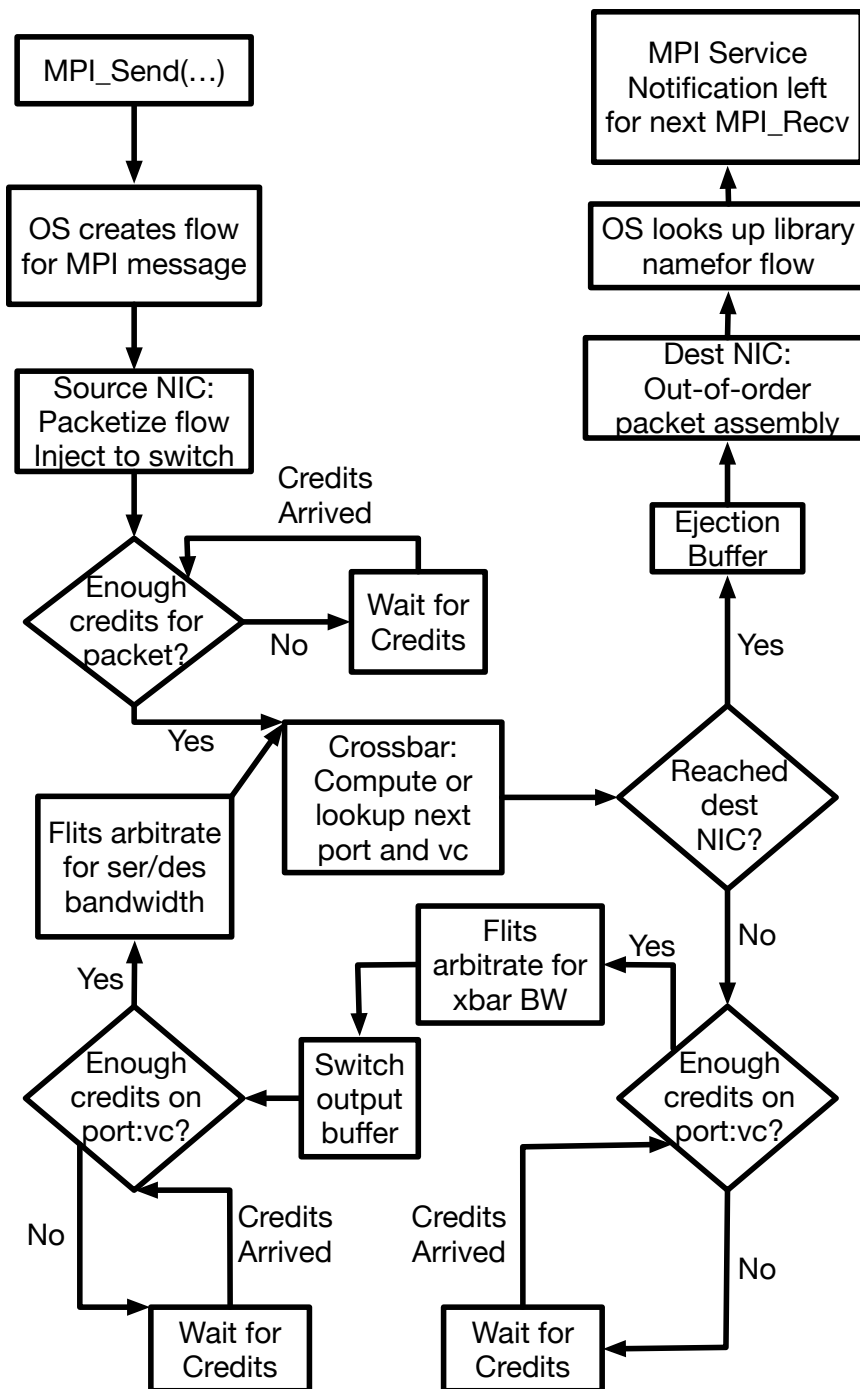 MPI_Send(...)
OS creates flow
for MPI message
Source NIC:
Packetize flow
Inject to switch
Credits
Arrived
Enough
credits for
packet?
No
Wait for
Credits
Yes
Crossbar:
Compute or
lookup next
port and vc
Reached
dest
NIC?
Yes
Ejection
Buffer
Dest NIC:
Out-of-order
packet assembly
OS looks up library
namefor flow
MPI Service
Notification left
for next MPI_Recv
No
Enough
credits on
port:vc?
No
Wait for
Credits
Credits
Arrived
Yes
Flits
arbitrate for
xbar BW
Switch
output
buffer
Enough
credits on
port:vc?
No
Wait for
Credits
Credits
Arrived
Yes
Flits arbitrate
for ser/des
bandwidth